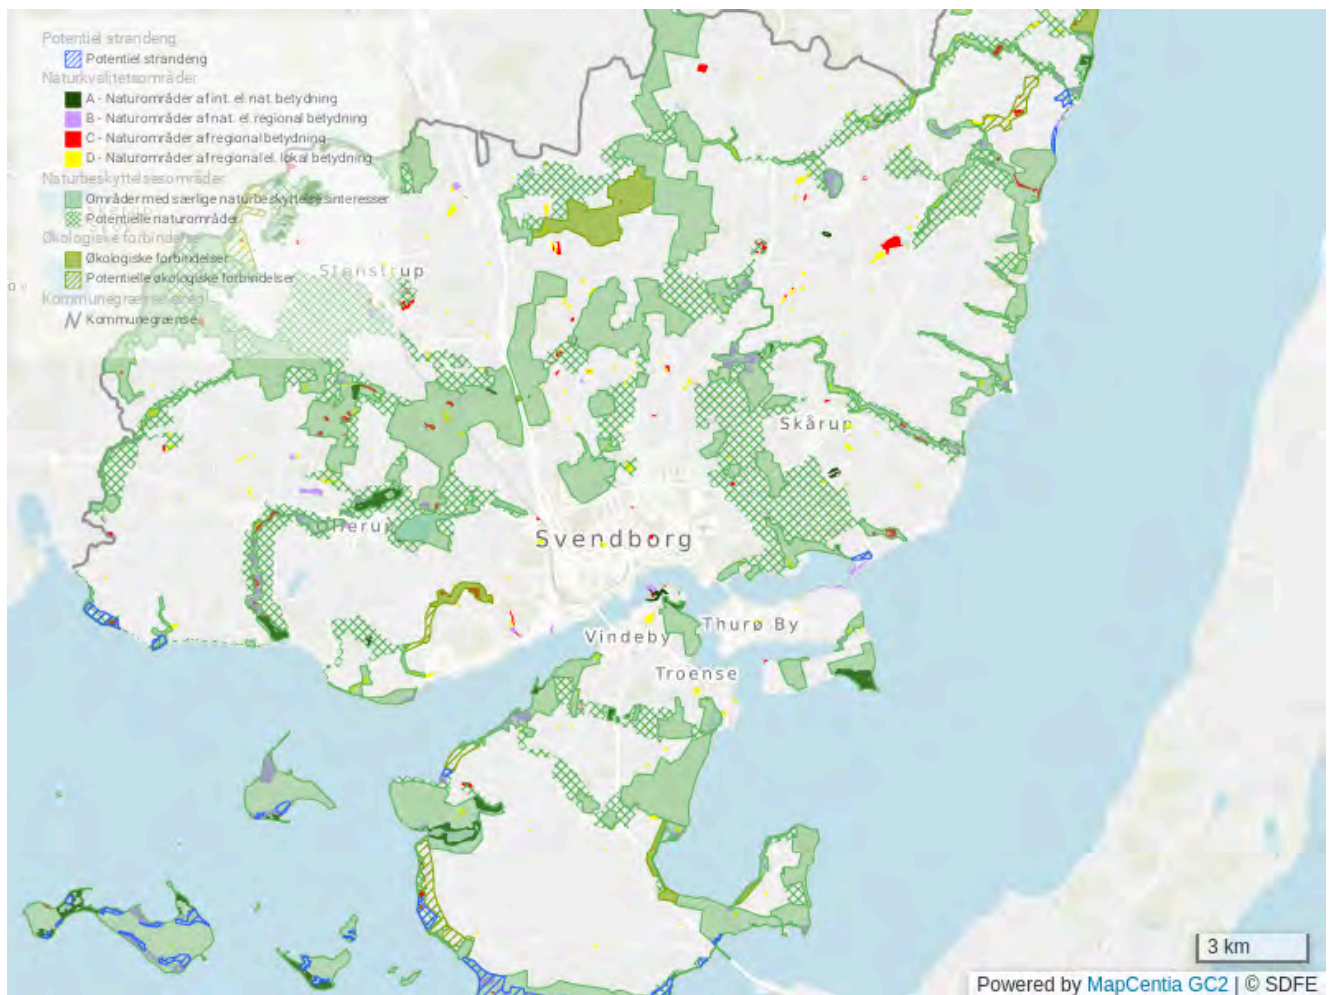 Potentiel strandeng
Potentiel strandeng
Naturkvalitetsområder
A - Naturområder af int. el. nat. betydning
B - Naturområder af nat. el. regional betydning
C - Naturområder af regional betydning
D - Naturområder af regional el. lokal betydning
Naturbeskyttelsesområder
Områder med særlige naturbeskyttelsesinteresser
Potentielle naturområder
Økologiske forbindelser
Økologiske forbindelser
Potentielle økologiske forbindelser
Kommunegrænse
Stenstrup
Skårup
Ollerup
Svendborg
Vindeby
Thurø By
Troense
3 km
Powered by MapCentia GC2 | © SDFE